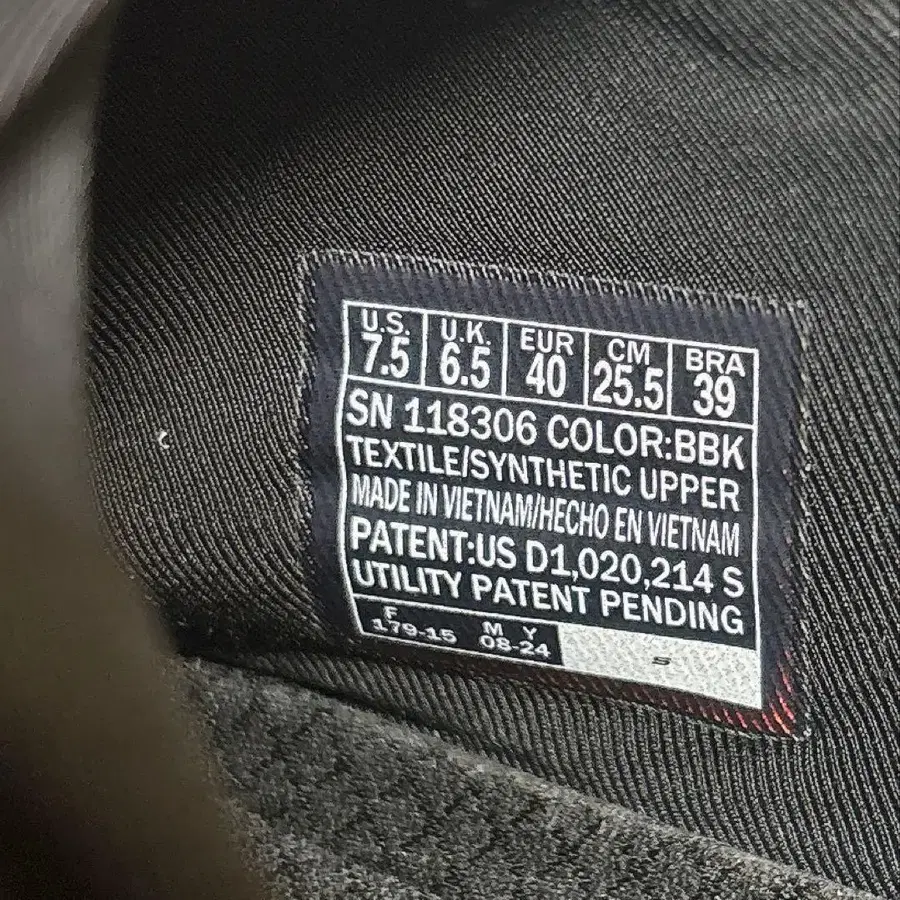 U.S. U.K. EUR CM BRA
7.5 6.5 40 25.5 39
SN 118306 COLOR:BBK
TEXTILE/SYNTHETIC UPPER
MADE IN VIETNAM/HECHO EN VIETNAM
PATENT:US D1,020,214 S
UTILITY PATENT PENDING
F M Y
179-15 08-24
S